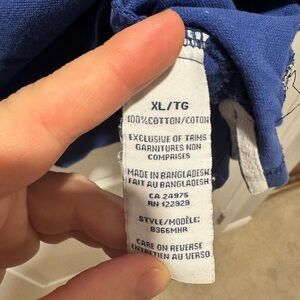 XL/TG
100%COTTON/COTON
EXCLUSIVE OF TRIMS
GARNITURES NON
COMPRISES
MADE IN BANGLADESH
FAIT AU BANGLADESH
CA 24975
RN 122929
STYLE/MODÈLE:
B366MHR
CARE ON REVERSE
ENTRETIEN AU VERSO